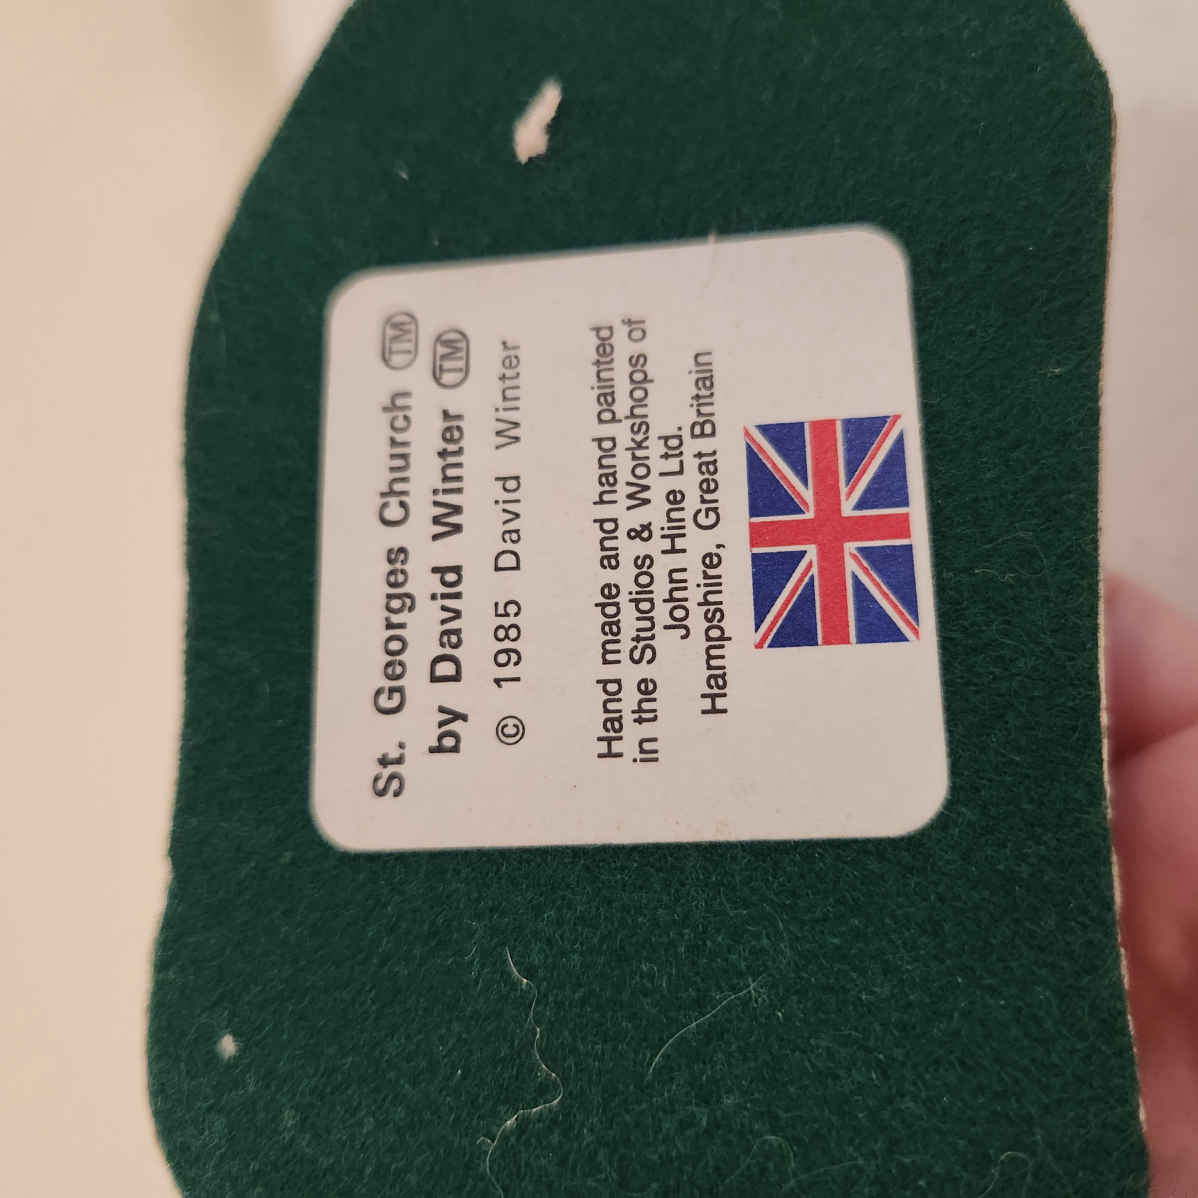 St. Georges Church TM
by David Winter TM
© 1985 David Winter
Hand made and hand painted
in the Studios & Workshops of
John Hine Ltd.
Hampshire, Great Britain